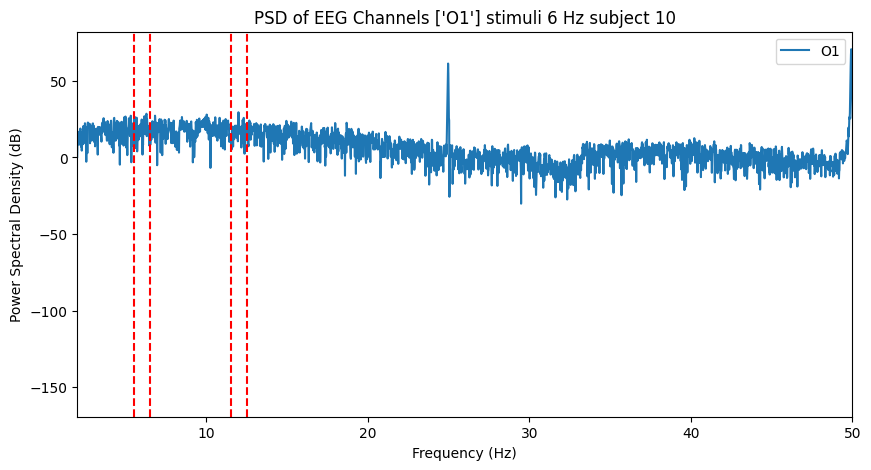 PSD of EEG Channels ['O1'] stimuli 6 Hz subject 10
O1
Power Spectral Density (dB)
50
0
−50
−100
−150
10
20
30
40
50
Frequency (Hz)